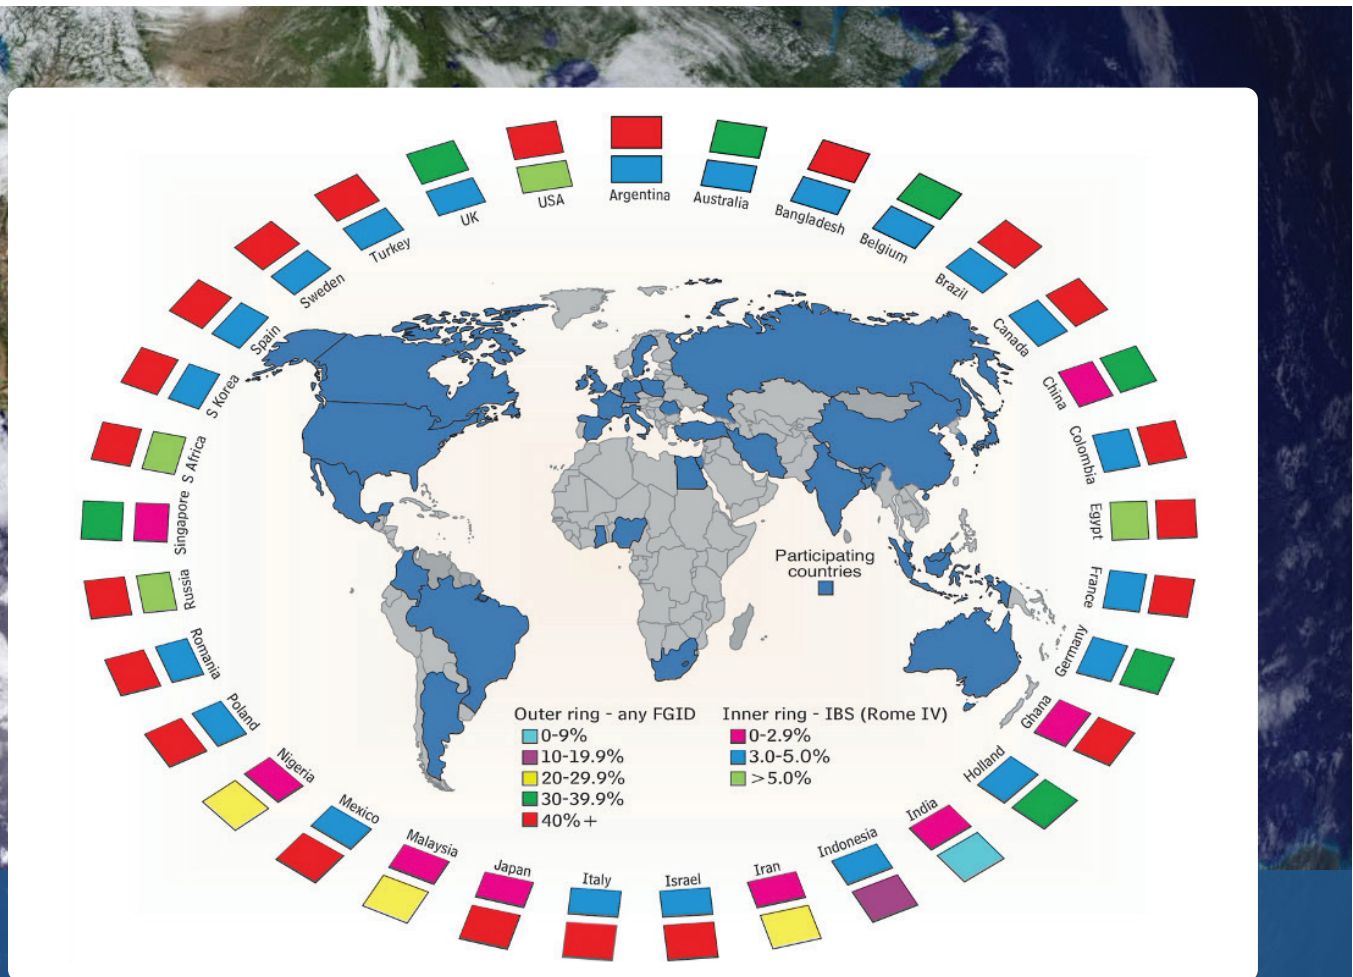 Argentina
Australia
Bangladesh
Belgium
Brazil
Canada
China
Colombia
Egypt
France
Germany
Ghana
Holland
India
Indonesia
Iran
Israel
Italy
Japan
Malaysia
Mexico
Nigeria
Poland
Romania
Russia
Singapore
S Africa
S Korea
Spain
Sweden
Turkey
UK
USA
Participating
countries
Outer ring - any FGID
0-9%
10-19.9%
20-29.9%
30-39.9%
40%+
Inner ring - IBS (Rome IV)
0-2.9%
3.0-5.0%
>5.0%